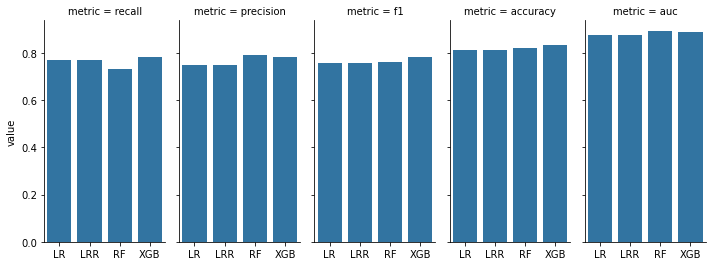 metric = recall
metric = precision
metric = f1
metric = accuracy
metric = auc
value
0.8
0.6
0.4
0.2
0.0
LR LRR RF XGB
LR LRR RF XGB
LR LRR RF XGB
LR LRR RF XGB
LR LRR RF XGB